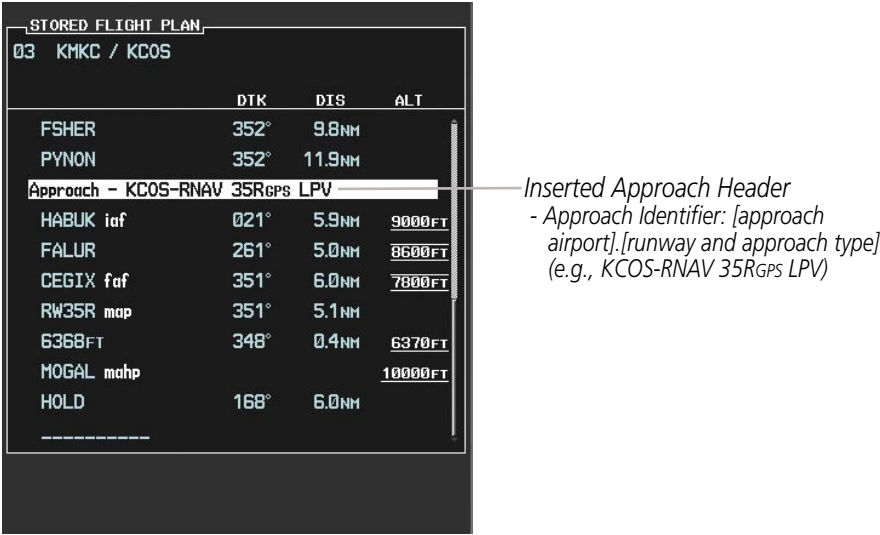 STORED FLIGHT PLAN
03 KMKC / KCOS
DTK DIS ALT
FSHER 352° 9.8NM
PYNON 352° 11.9NM
Approach - KCOS-RNAV 35RGPS LPV
HABUK iaf 021° 5.9NM 9000FT
FALUR 261° 5.0NM 8600FT
CEGIX faf 351° 6.0NM 7800FT
RW35R map 351° 5.1NM
6368FT 348° 0.4NM 6370FT
MOGAL mahp 10000FT
HOLD 168° 6.0NM
__________
Inserted Approach Header
- Approach Identifier: [approach
airport].[runway and approach type]
(e.g., KCOS-RNAV 35RGPS LPV)